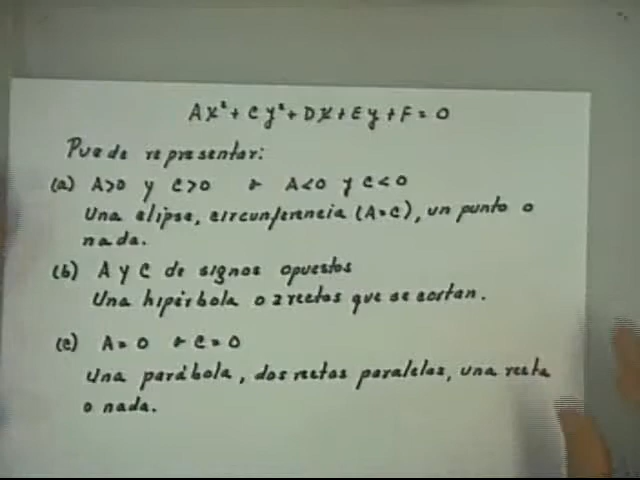 Ax² + Cy² + Dx + Ey + F = 0
Puede representar:
(a) A>0 y C>0 o A<0 y C<0
Una elipse, circunferencia (A=C), un punto o
nada.
(b) A y C de signos opuestos
Una hipérbola o 2 rectas que se cortan.
(c) A = 0 o C = 0
Una parábola, dos rectas paralelas, una recta
o nada.